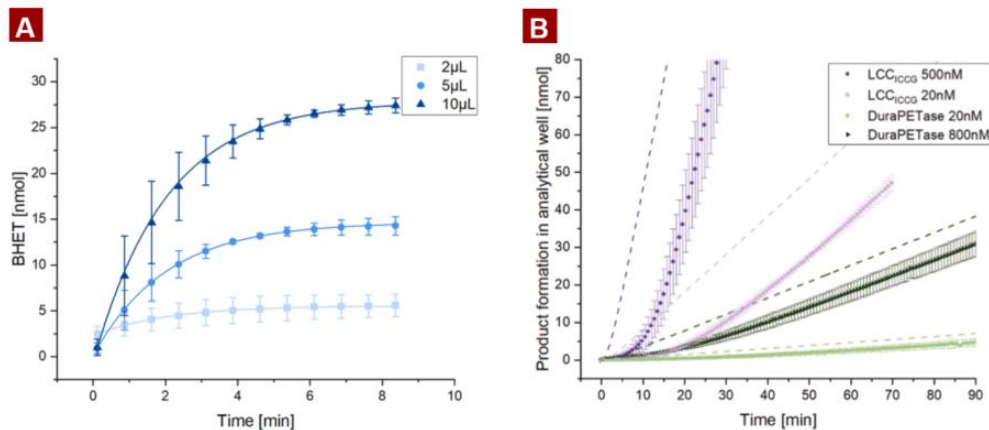 A
BHET [nmol]
30
25
20
15
10
5
0
0 2 4 6 8 10
Time [min]
2µL
5µL
10µL
B
Product formation in analytical well [nmol]
80
70
60
50
40
30
20
10
0
0 10 20 30 40 50 60 70 80 90
Time [min]
LCC_ICCG 500nM
LCC_ICCG 20nM
DuraPETase 20nM
DuraPETase 800nM